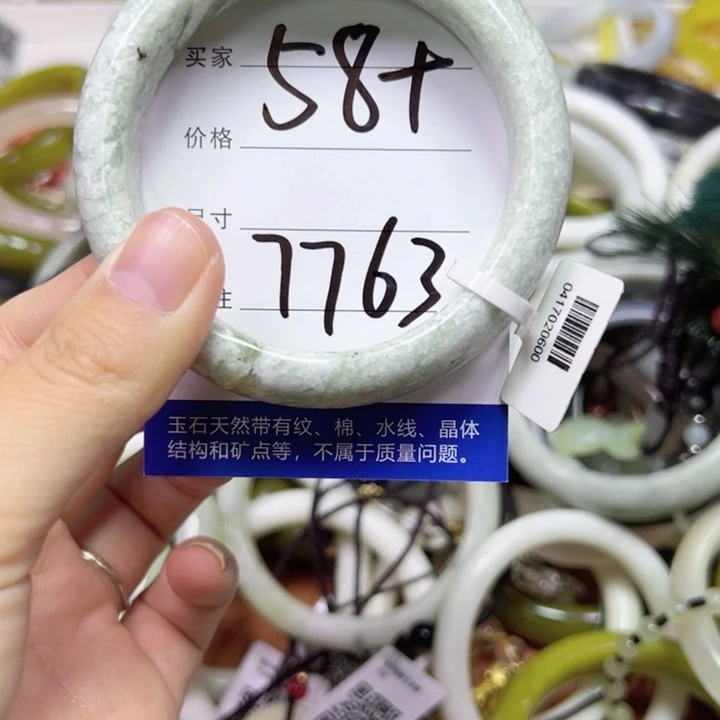 买家 58+
价格
尺寸
注 7763
0417020600
玉石天然带有纹、棉、水线、晶体
结构和矿点等，不属于质量问题。